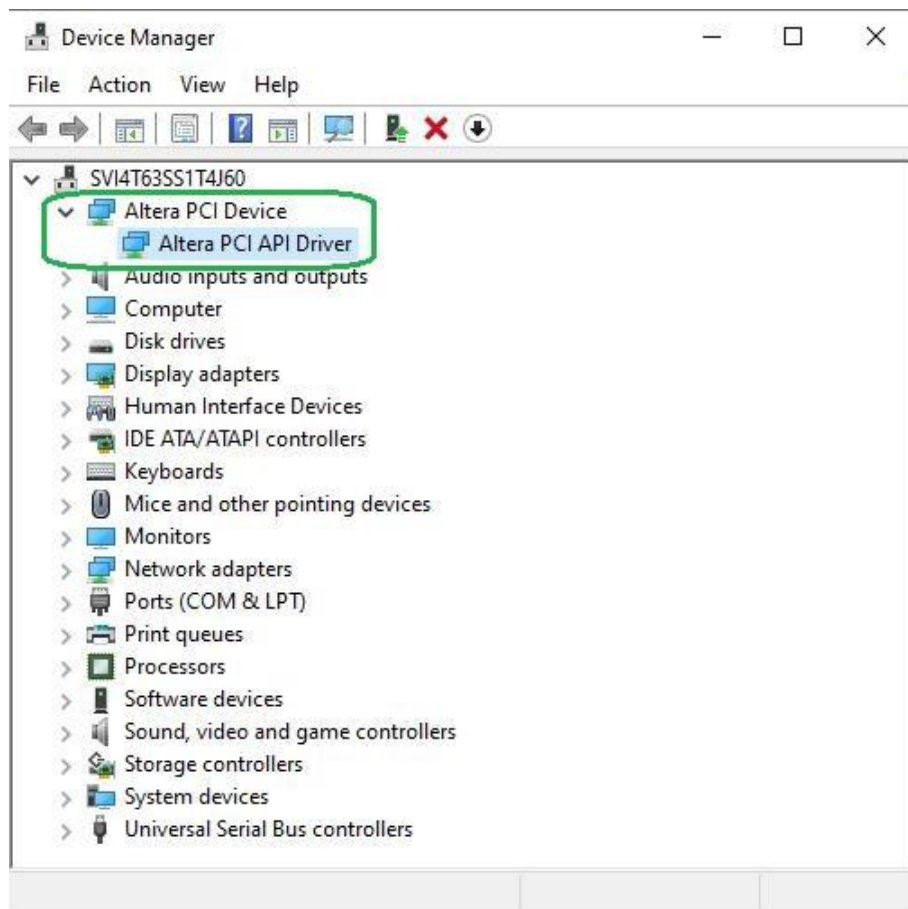 Device Manager
File Action View Help
SVI4T63SS1T4J60
Altera PCI Device
Altera PCI API Driver
Audio inputs and outputs
Computer
Disk drives
Display adapters
Human Interface Devices
IDE ATA/ATAPI controllers
Keyboards
Mice and other pointing devices
Monitors
Network adapters
Ports (COM & LPT)
Print queues
Processors
Software devices
Sound, video and game controllers
Storage controllers
System devices
Universal Serial Bus controllers